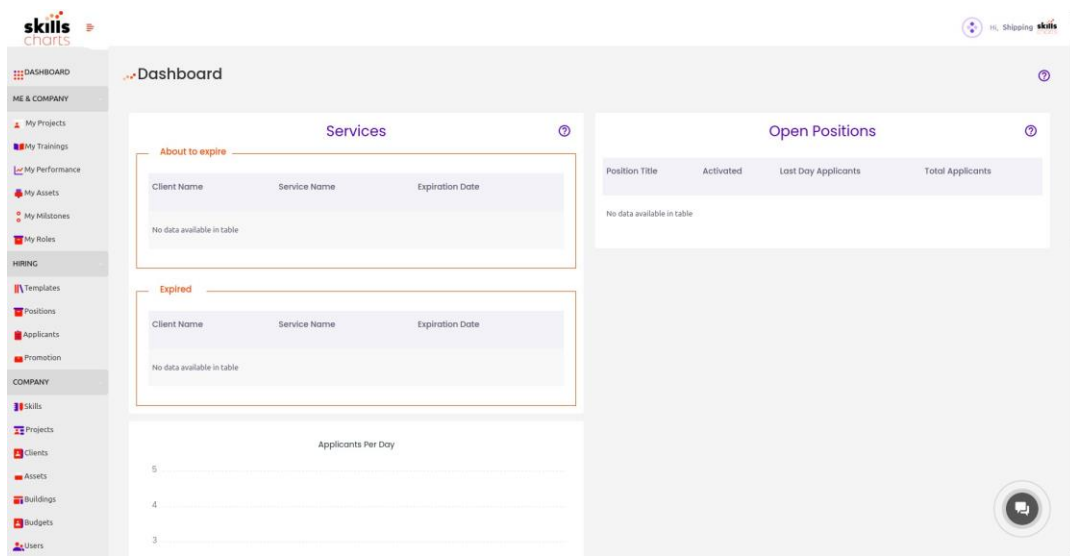 skills
charts
Hi, Shipping skills
DASHBOARD
ME & COMPANY
My Projects
My Trainings
My Performance
My Assets
My Milstones
My Roles
HIRING
Templates
Positions
Applicants
Promotion
COMPANY
Skills
Projects
Clients
Assets
Buildings
Budgets
Users
Dashboard
Services
About to expire
Client Name Service Name Expiration Date
No data available in table
Expired
Client Name Service Name Expiration Date
No data available in table
Applicants Per Day
5
4
3
Open Positions
Position Title Activated Last Day Applicants Total Applicants
No data available in table